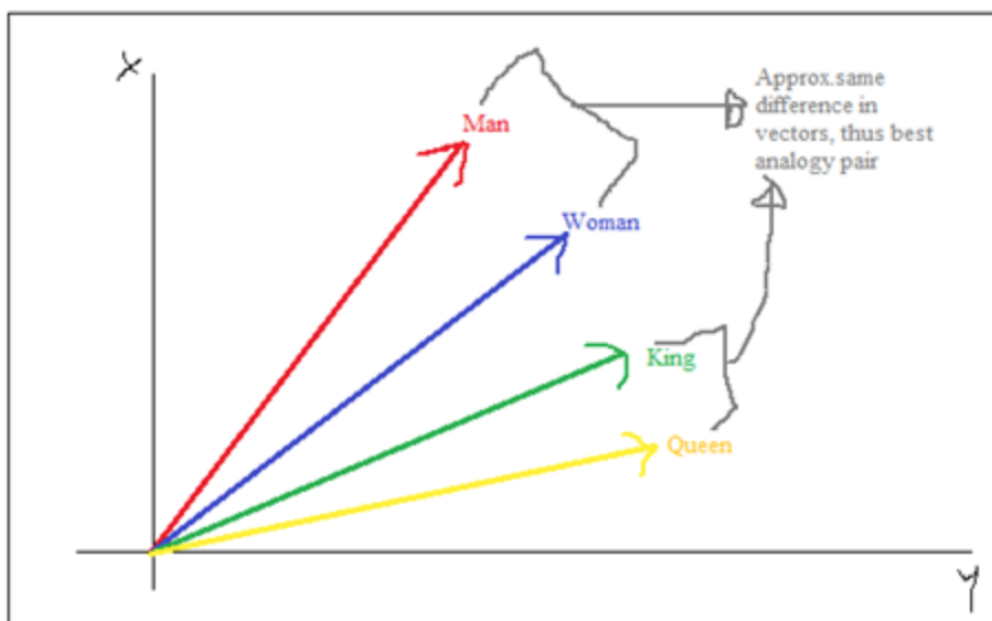 X
Man
Approx.same
difference in
vectors, thus best
analogy pair
Woman
King
Queen
Y